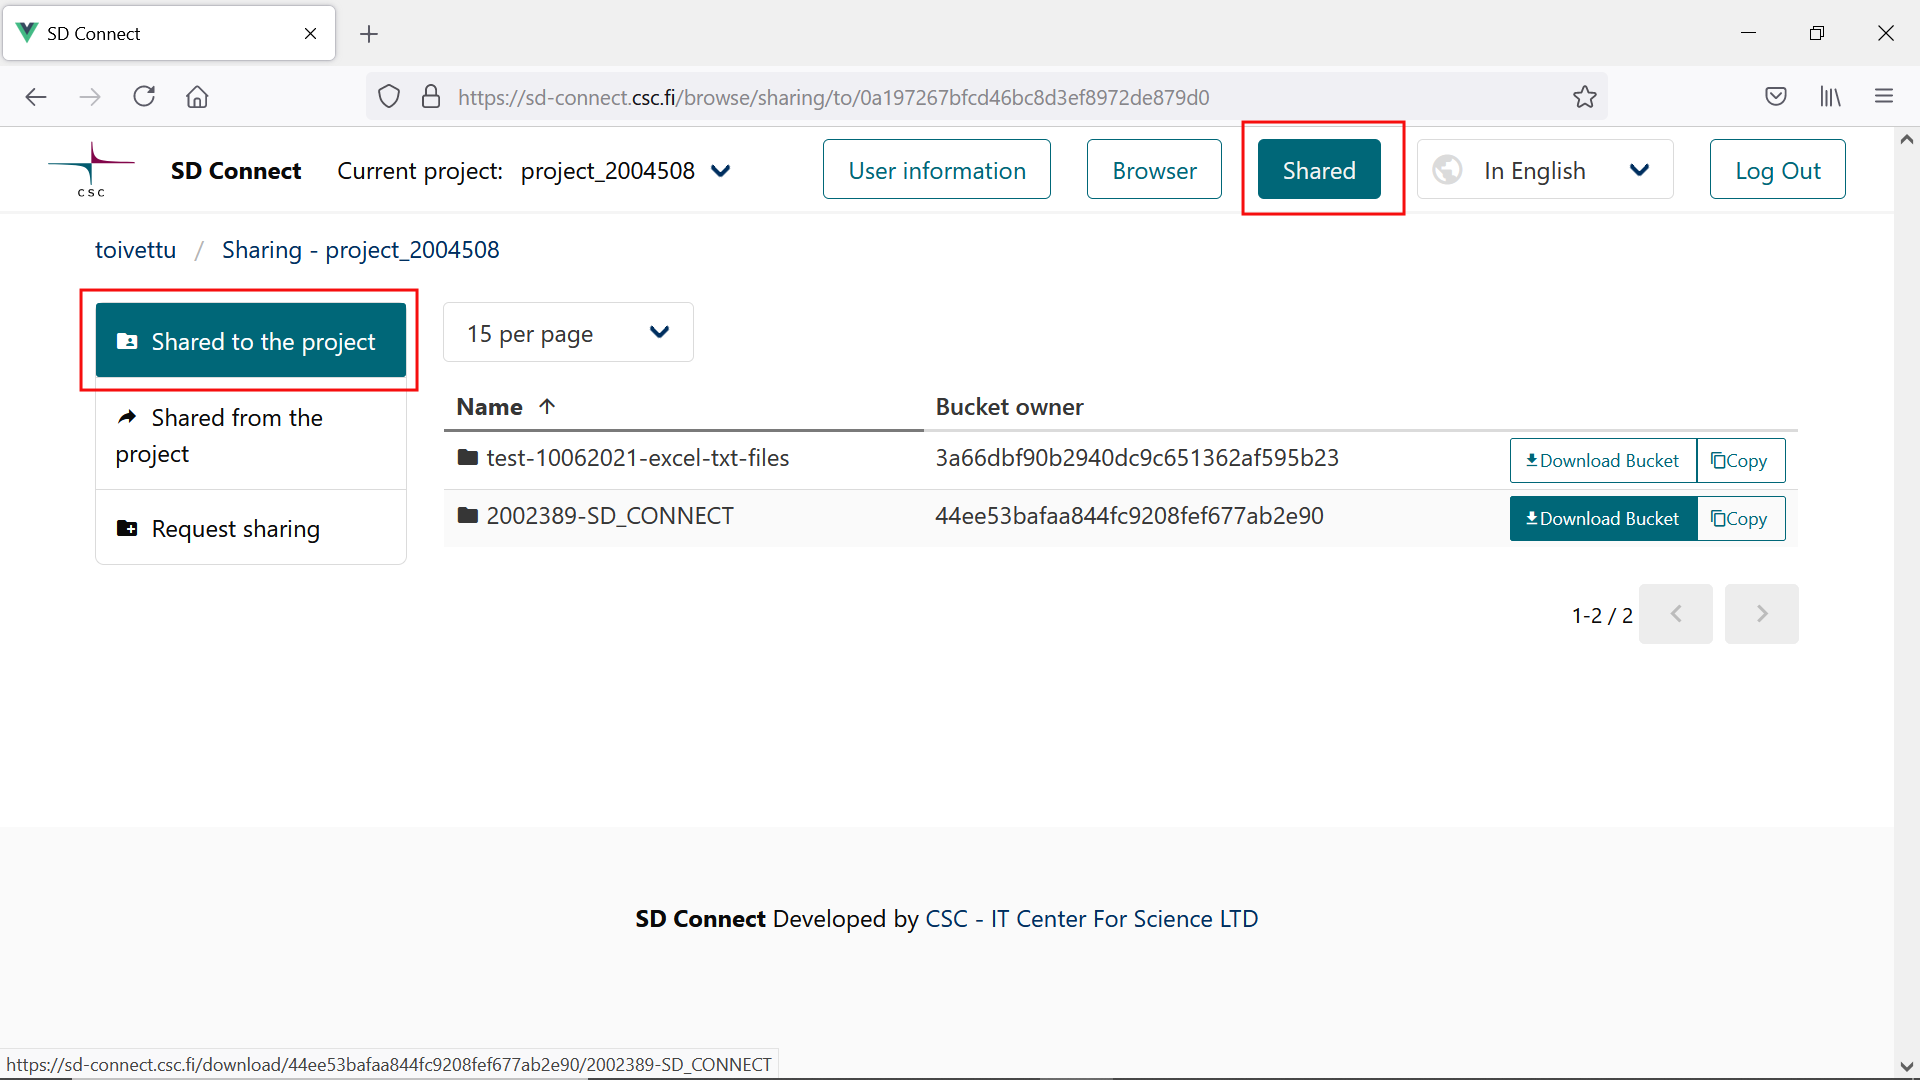 SD Connect
https://sd-connect.csc.fi/browse/sharing/to/0a197267bfcd46bc8d3ef8972de879d0
CSC
SD Connect
Current project: project_2004508
User information
Browser
Shared
In English
Log Out
toivettu / Sharing - project_2004508
Shared to the project
Shared from the
project
Request sharing
15 per page
Name Bucket owner
test-10062021-excel-txt-files 3a66dbf90b2940dc9c651362af595b23 Download Bucket Copy
2002389-SD_CONNECT 44ee53bafaa844fc9208fef677ab2e90 Download Bucket Copy
1-2 / 2
SD Connect Developed by CSC - IT Center For Science LTD
https://sd-connect.csc.fi/download/44ee53bafaa844fc9208fef677ab2e90/2002389-SD_CONNECT